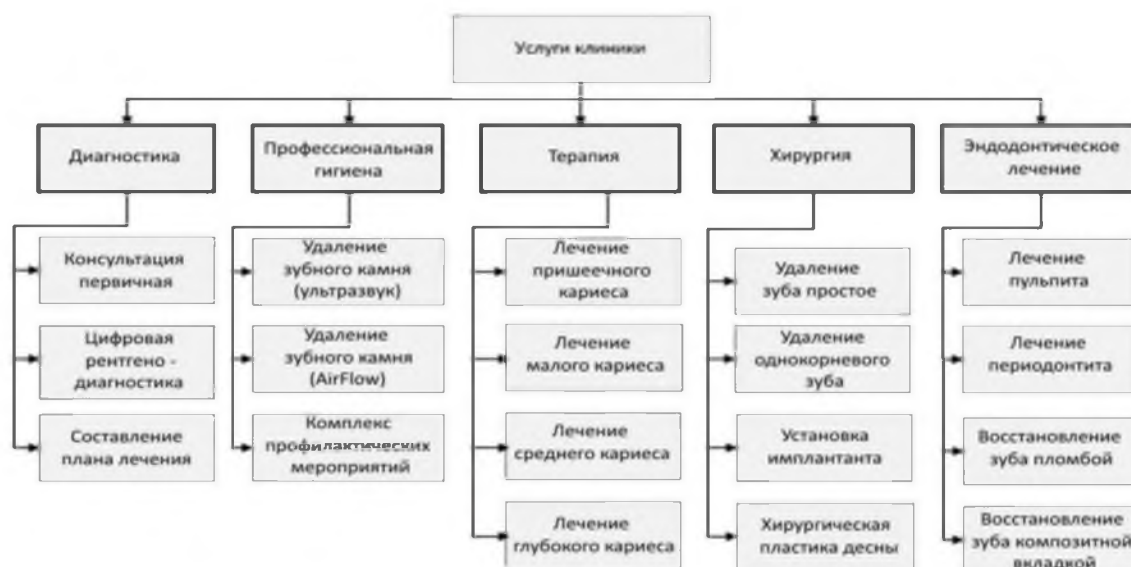 Услуги клиники
Диагностика
Профессиональная
гигиена
Терапия
Хирургия
Эндодонтическое
лечение
Консультация
первичная
Цифровая
рентгено -
диагностика
Составление
плана лечения
Удаление
зубного камня
(ультразвук)
Удаление
зубного камня
(AirFlow)
Комплекс
профилактических
мероприятий
Лечение
пришеечного
кариеса
Лечение
малого кариеса
Лечение
среднего кариеса
Лечение
глубокого кариеса
Удаление
зуба простое
Удаление
однокорневого
зуба
Установка
имплантанта
Хирургическая
пластика десны
Лечение
пульпита
Лечение
периодонтита
Восстановление
зуба пломбой
Восстановление
зуба композитной
вкладкой